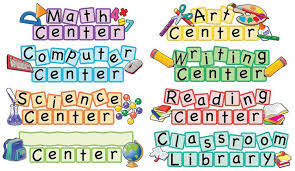 Math
Center
Art
Center
Computer
Center
Writing
Center
Science
Center
Reading
Center
Center
Classroom
Library